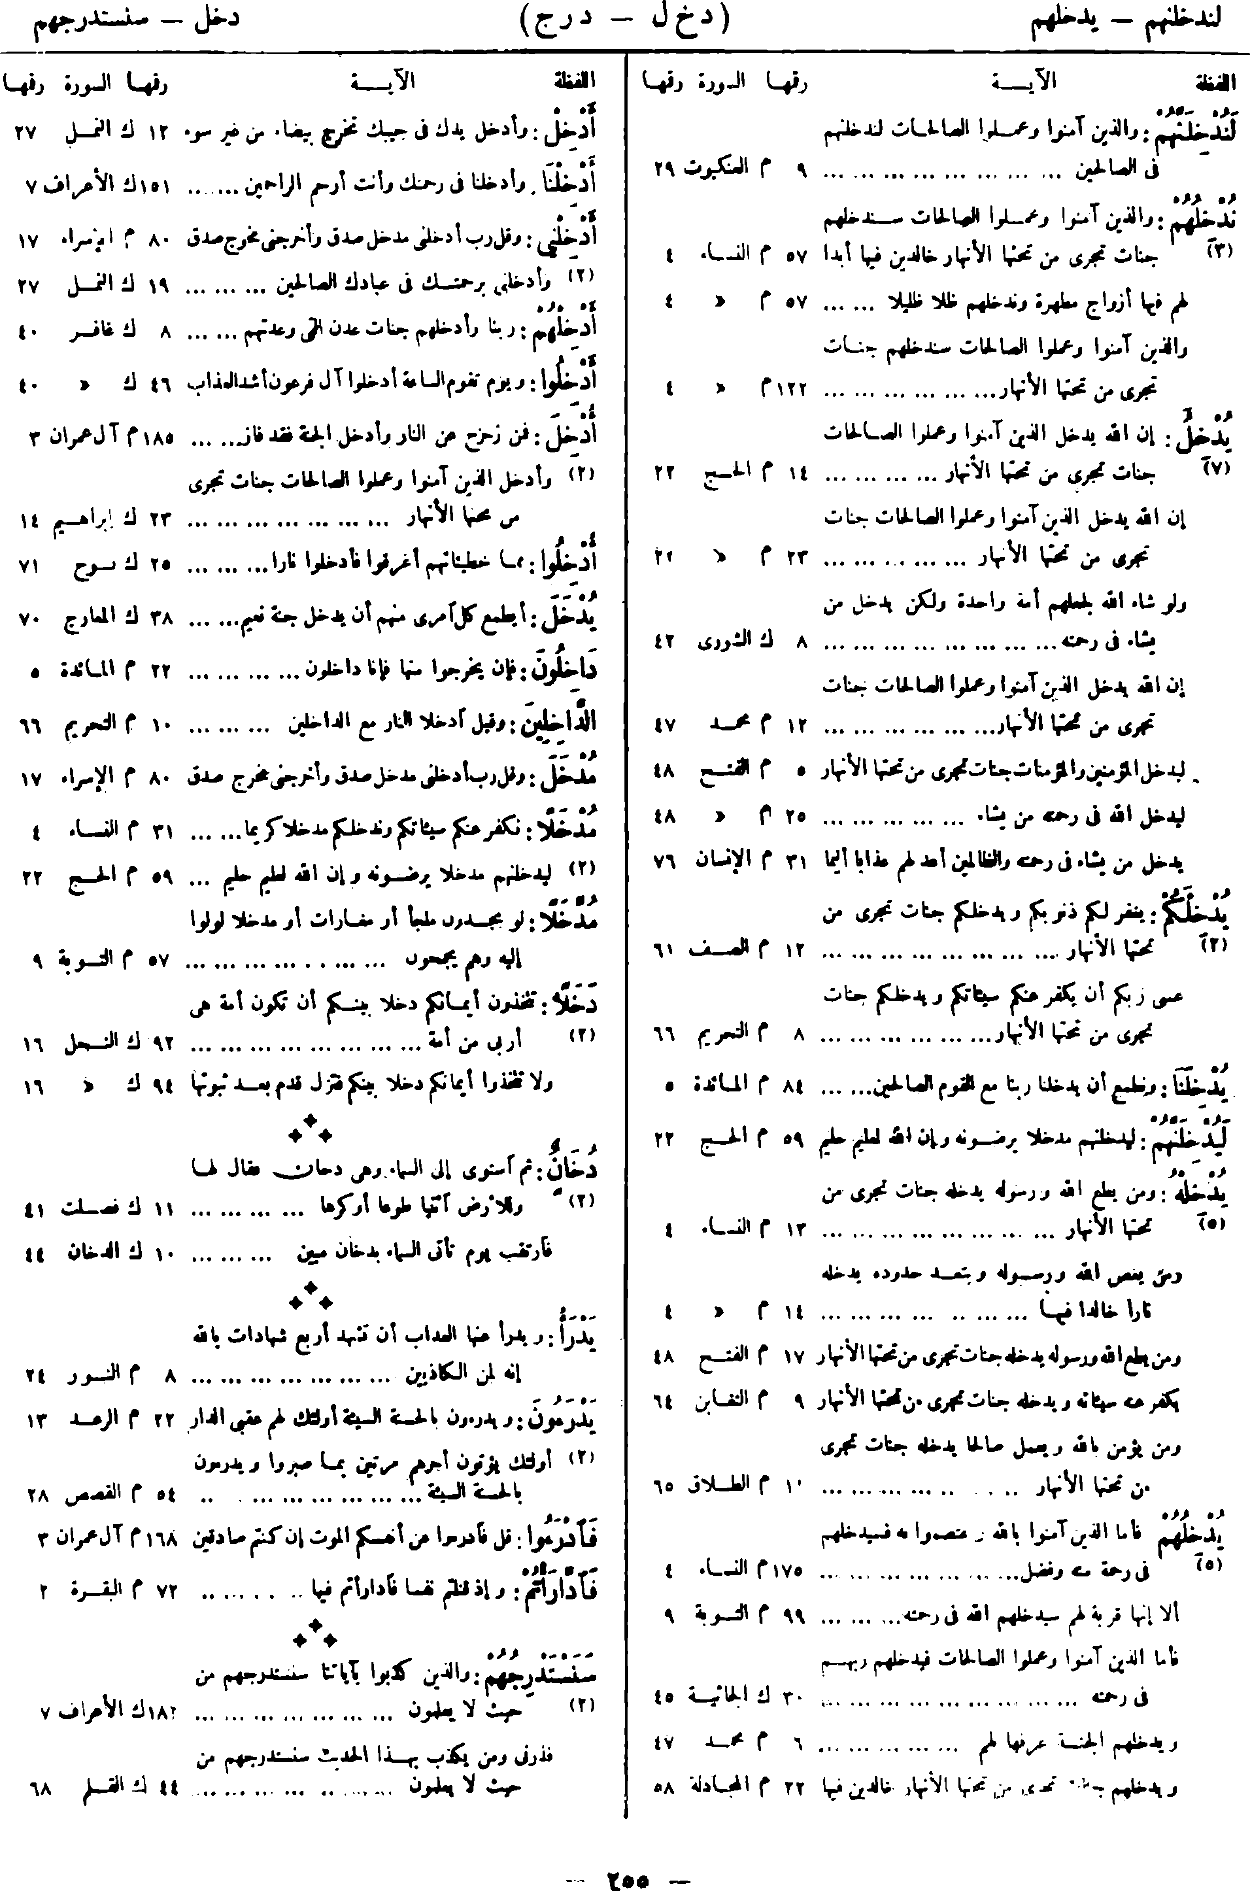 لندخلنهم — يدخلهم
(دخل — درج)
دخل — سنستدرجهم
اللفظة الآيــة رقها السورة رقها
لَنُدْخِلَنَّهُمْ : والذين آمنوا وعملوا الصالحات لندخلنهم
فى الصالحين ... ٩ م العنكبوت ٢٩
نُدْخِلُهُمْ : والذين آمنوا وعملوا الصالحات سندخلهم
(٣) جنات تجرى من تحتها الأنهار خالدين فيها أبدا ٥٧ م النساء ٤
لهم فيها أزواج مطهرة وندخلهم ظلا ظليلا ... ٥٧ م » ٤
والذين آمنوا وعملوا الصالحات سندخلهم جنات
تجرى من تحتها الأنهار ... ١٢٢ م » ٤
يُدْخِلُ : إن الله يدخل الذين آمنوا وعملوا الصالحات
(٧) جنات تجرى من تحتها الأنهار ... ١٤ م الحج ٢٢
إن الله يدخل الذين آمنوا وعملوا الصالحات جنات
تجرى من تحتها الأنهار ... ٢٣ م » ٢٢
ولو شاء الله لجعلهم أمة واحدة ولكن يدخل من
يشاء فى رحمته ... ٨ ك الشورى ٤٢
إن الله يدخل الذين آمنوا وعملوا الصالحات جنات
تجرى من تحتها الأنهار ... ١٢ م محمد ٤٧
ليدخل المؤمنين والمؤمنات جنات تجرى من تحتها الأنهار ٥ م الفتح ٤٨
ليدخل الله فى رحمته من يشاء ... ٢٥ م » ٤٨
يدخل من يشاء فى رحمته والظالمين أعد لهم عذابا أليما ٣١ م الإنسان ٧٦
يُدْخِلْكُمْ : يغفر لكم ذنوبكم ويدخلكم جنات تجرى من
(٢) تحتها الأنهار ... ١٢ م الصف ٦١
عسى ربكم أن يكفر عنكم سيئاتكم ويدخلكم جنات
تجرى من تحتها الأنهار ... ٨ م التحريم ٦٦
يُدْخِلَنَا : ونطمع أن يدخلنا ربنا مع القوم الصالحين ... ٨٤ م المائدة ٥
لَيُدْخِلَنَّهُمْ : ليدخلنهم مدخلا يرضونه وإن الله لعليم حليم ٥٩ م الحج ٢٢
يُدْخِلْهُ : ومن يطع الله ورسوله يدخله جنات تجرى من
(٥) تحتها الأنهار ... ١٣ م النساء ٤
ومن يعص الله ورسوله ويتعد حدوده يدخله
نارا خالدا فيها ... ١٤ م » ٤
ومن يطع الله ورسوله يدخله جنات تجرى من تحتها الأنهار ١٧ م الفتح ٤٨
يكفر عنه سيئاته ويدخله جنات تجرى من تحتها الأنهار ٩ م التغابن ٦٤
ومن يؤمن بالله ويعمل صالحا يدخله جنات تجرى
من تحتها الأنهار ... ١٠ م الطلاق ٦٥
يُدْخِلُهُمْ فأما الذين آمنوا بالله واعتصموا به فسيدخلهم
(٥) فى رحمة منه وفضل ... ١٧٥ م النساء ٤
ألا إنها قربة لهم سيدخلهم الله فى رحمته ... ٩٩ م التوبة ٩
فأما الذين آمنوا وعملوا الصالحات فيدخلهم ربهم
فى رحمته ... ٣٠ ك الجاثية ٤٥
ويدخلهم الجنة عرفها لهم ... ٦ م محمد ٤٧
ويدخلهم جنات تجرى من تحتها الأنهار خالدين فيها ٢٢ م المجادلة ٥٨
اللفظة الآيــة رقها السورة رقها
أَدْخِلْ : وأدخل يدك فى جيبك تخرج بيضاء من غير سوء ١٢ ك النمل ٢٧
أَدْخِلْنَا : وأدخلنا فى رحمتك وأنت أرحم الراحمين ... ١٥١ ك الأعراف ٧
أَدْخِلْنِي : وقل رب أدخلنى مدخل صدق وأخرجنى مخرج صدق ٨٠ م الإسراء ١٧
(٢) وأدخلنى برحمتك فى عبادك الصالحين ... ١٩ ك النمل ٢٧
أَدْخِلْهُمْ : ربنا وأدخلهم جنات عدن التى وعدتهم ... ٨ ك غافر ٤٠
أَدْخِلُوا : ويوم تقوم الساعة أدخلوا آل فرعون أشد العذاب ٤٦ ك » ٤٠
أُدْخِلَ : فمن زحزح عن النار وأدخل الجنة فقد فاز ... ١٨٥ م آل عمران ٣
(٢) وأدخل الذين آمنوا وعملوا الصالحات جنات تجرى
من تحتها الأنهار ... ٢٣ ك إبراهيم ١٤
أُدْخِلُوا : مما خطيئاتهم أغرقوا فأدخلوا نارا ... ٢٥ ك نوح ٧١
يُدْخَلَ : أيطمع كل امرى منهم أن يدخل جنة نعيم ... ٣٨ ك المعارج ٧٠
دَاخِلُونَ : فإن يخرجوا منها فإنا داخلون ... ٢٢ م المائدة ٥
الدَّاخِلِينَ : وقيل ادخلا النار مع الداخلين ... ١٠ م التحريم ٦٦
مُدْخَلَ : وقل رب أدخلنى مدخل صدق وأخرجنى مخرج صدق ٨٠ م الإسراء ١٧
مُدْخَلًا : نكفر عنكم سيئاتكم وندخلكم مدخلا كريما ... ٣١ م النساء ٤
(٢) ليدخلنهم مدخلا يرضونه وإن الله لعليم حليم ... ٥٩ م الحج ٢٢
مُدَّخَلًا : لو يجدون ملجأ أو مغارات أو مدخلا لولوا
إليه وهم يجمحون ... ٥٧ م التوبة ٩
دَخَلًا : تتخذون أيمانكم دخلا بينكم أن تكون أمة هى
(٢) أربى من أمة ... ٩٢ ك النحل ١٦
ولا تتخذوا أيمانكم دخلا بينكم فتزل قدم بعد ثبوتها ٩٤ ك » ١٦
دُخَانٌ : ثم استوى إلى السماء وهى دخان فقال لها
(٢) وللأرض ائتيا طوعا أو كرها ... ١١ ك فصلت ٤١
فارتقب يوم تأتى السماء بدخان مبين ... ١٠ ك الدخان ٤٤
يَدْرَأُ : ويدرأ عنها العذاب أن تشهد أربع شهادات بالله
إنه لمن الكاذبين ... ٨ م النور ٢٤
يَدْرَءُونَ : ويدرءون بالحسنة السيئة أولئك لهم عقبى الدار ٢٢ م الرعد ١٣
(٢) أولئك يؤتون أجرهم مرتين بما صبروا ويدرءون
بالحسنة السيئة ... ٥٤ م القصص ٢٨
فَادْرَءُوا : قل فادرءوا عن أنفسكم الموت إن كنتم صادقين ١٦٨ م آل عمران ٣
فَادَّارَأْتُمْ : وإذ قتلتم نفسا فادارأتم فيها ... ٧٢ م البقرة ٢
سَنَسْتَدْرِجُهُمْ : والذين كذبوا بآياتنا سنستدرجهم من
(٢) حيث لا يعلمون ... ١٨٢ ك الأعراف ٧
فذرنى ومن يكذب بهذا الحديث سنستدرجهم من
حيث لا يعلمون ... ٤٤ ك القلم ٦٨
— ٢٥٥ —